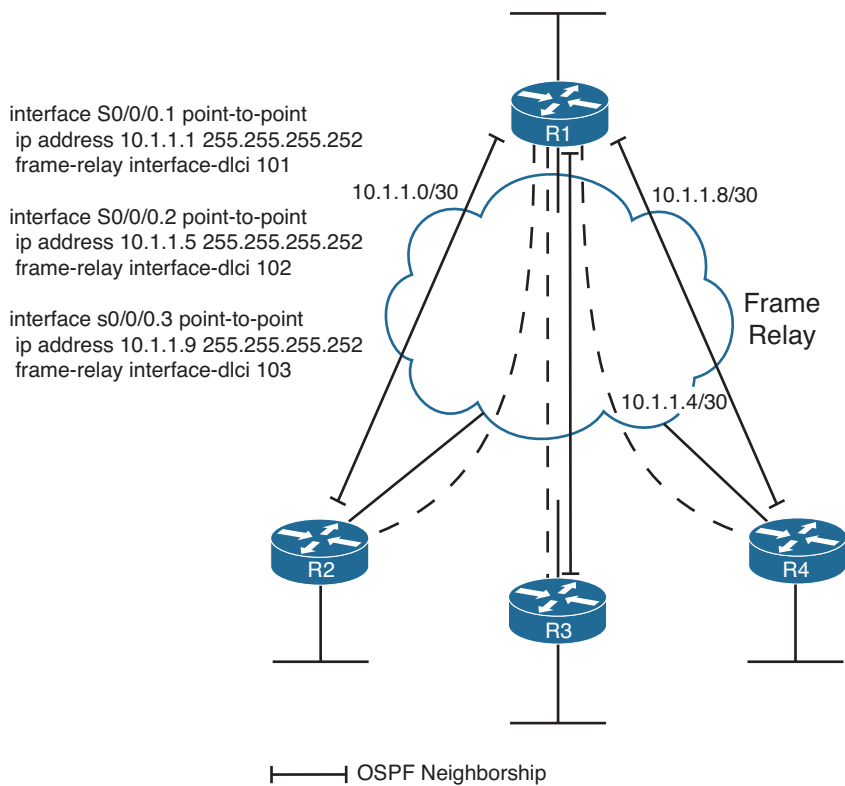 R1
interface S0/0/0.1 point-to-point
ip address 10.1.1.1 255.255.255.252
frame-relay interface-dlci 101
interface S0/0/0.2 point-to-point
ip address 10.1.1.5 255.255.255.252
frame-relay interface-dlci 102
interface s0/0/0.3 point-to-point
ip address 10.1.1.9 255.255.255.252
frame-relay interface-dlci 103
10.1.1.0/30
10.1.1.8/30
Frame
Relay
10.1.1.4/30
R2
R3
R4
OSPF Neighborship